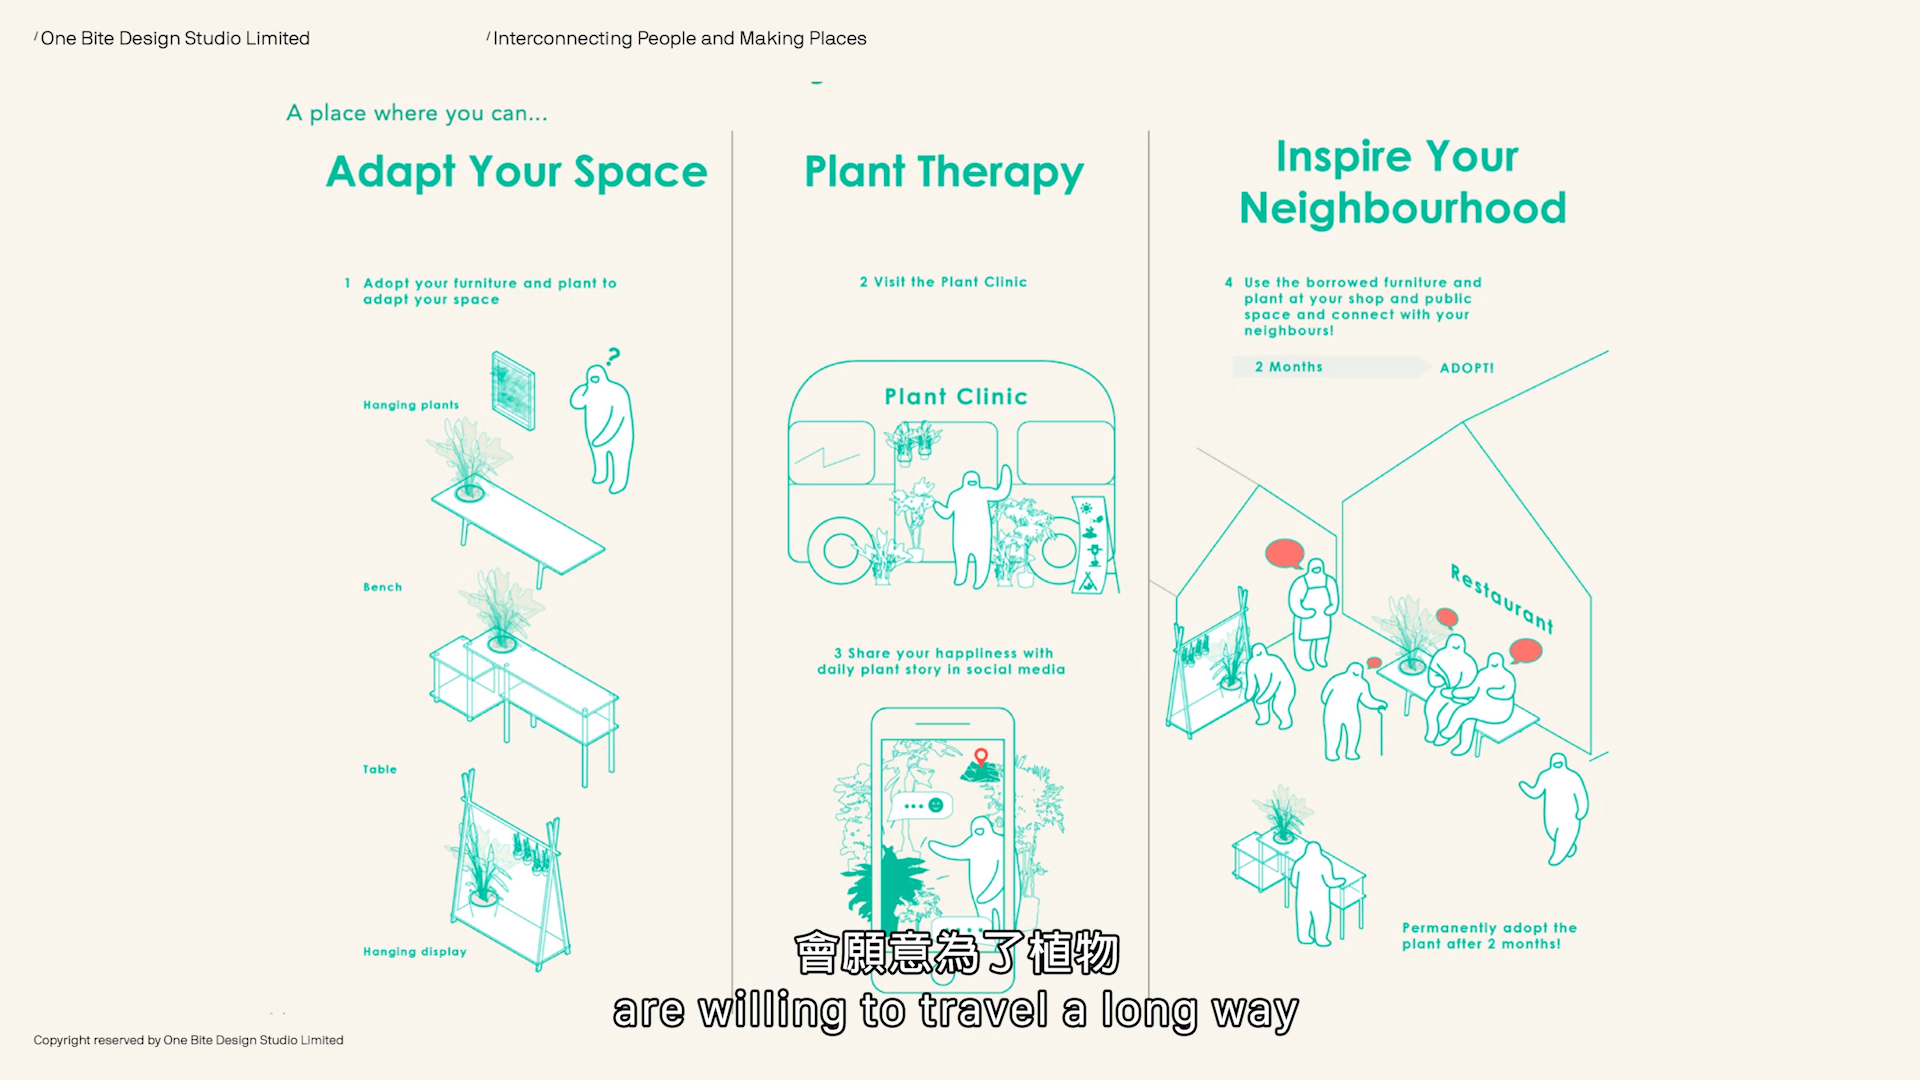 /One Bite Design Studio Limited
/Interconnecting People and Making Places
A place where you can...
Adapt Your Space
1 Adopt your furniture and plant to
adapt your space
Hanging plants
Bench
Table
Hanging display
Plant Therapy
2 Visit the Plant Clinic
Plant Clinic
3 Share your happliness with
daily plant story in social media
Inspire Your
Neighbourhood
4 Use the borrowed furniture and
plant at your shop and public
space and connect with your
neighbours!
2 Months
ADOPT!
Restaurant
Permanently adopt the
plant after 2 months!
會願意為了植物
are willing to travel a long way
Copyright reserved by One Bite Design Studio Limited